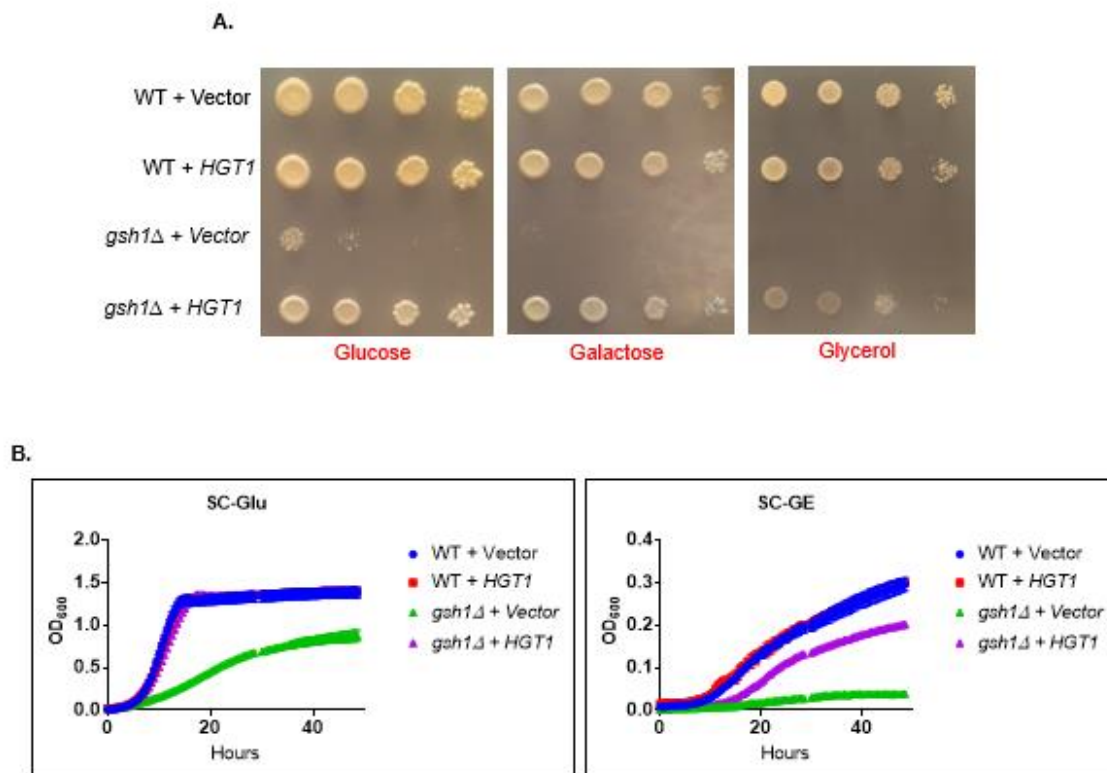 A.
WT + Vector
WT + HGT1
gsh1Δ + Vector
gsh1Δ + HGT1
Glucose
Galactose
Glycerol
B.
SC-Glu
2.0
1.5
1.0
0.5
0.0
OD600
0
20
40
Hours
WT + Vector
WT + HGT1
gsh1Δ + Vector
gsh1Δ + HGT1
SC-GE
0.4
0.3
0.2
0.1
0.0
OD600
0
20
40
Hours
WT + Vector
WT + HGT1
gsh1Δ + Vector
gsh1Δ + HGT1